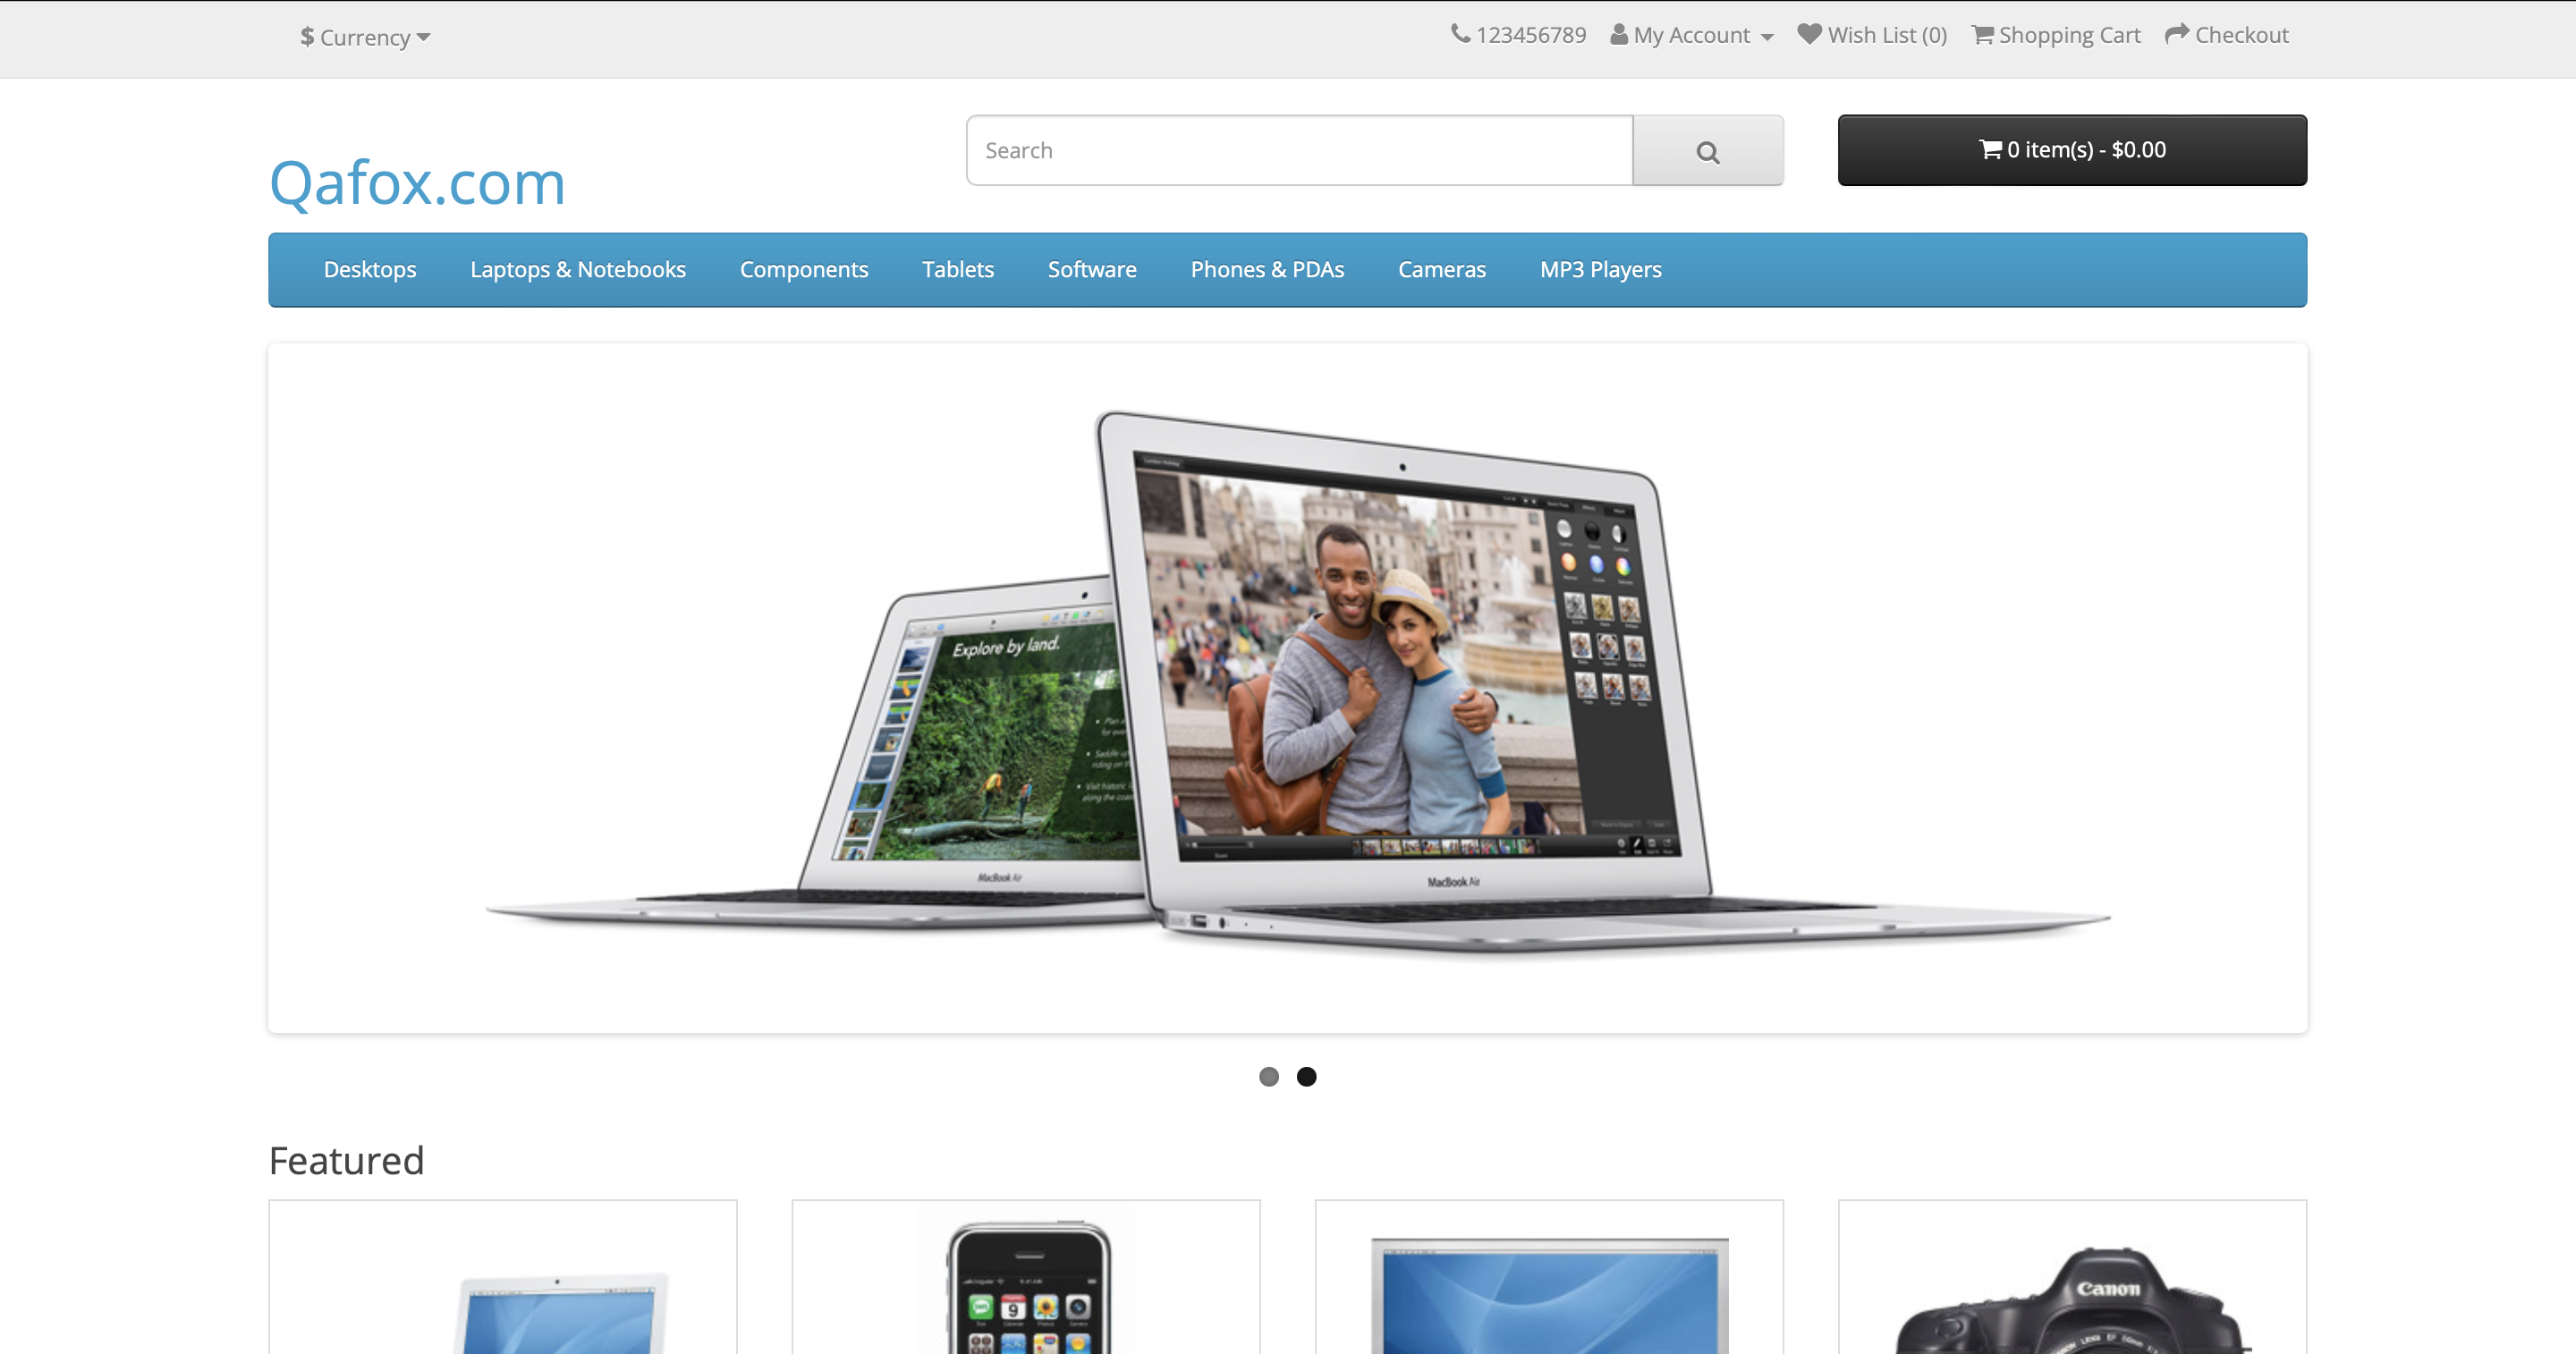 $ Currency
123456789 My Account Wish List (0) Shopping Cart Checkout
Search
0 item(s) - $0.00
Qafox.com
Desktops Laptops & Notebooks Components Tablets Software Phones & PDAs Cameras MP3 Players
Explore by land.
MacBook Air
MacBook Air
Featured
9
Canon